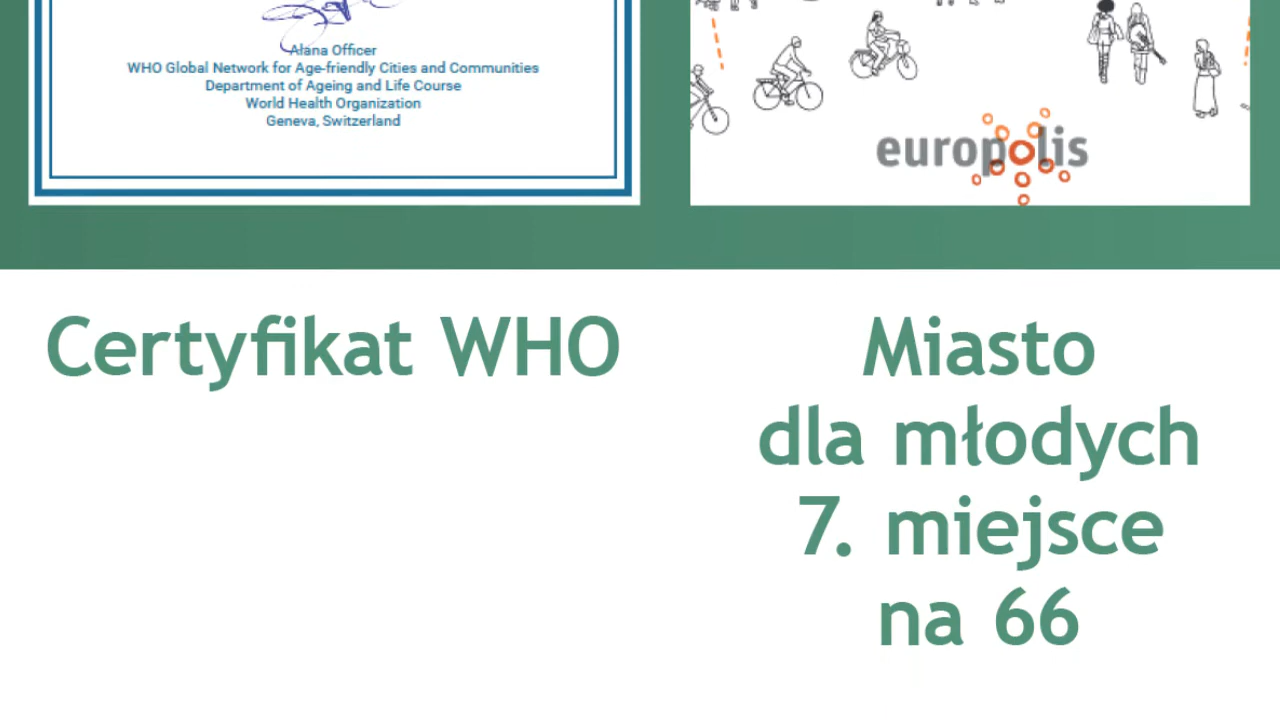 Alana Officer
WHO Global Network for Age-friendly Cities and Communities
Department of Ageing and Life Course
World Health Organization
Geneva, Switzerland
europolis
Certyfikat WHO
Miasto
dla młodych
7. miejsce
na 66